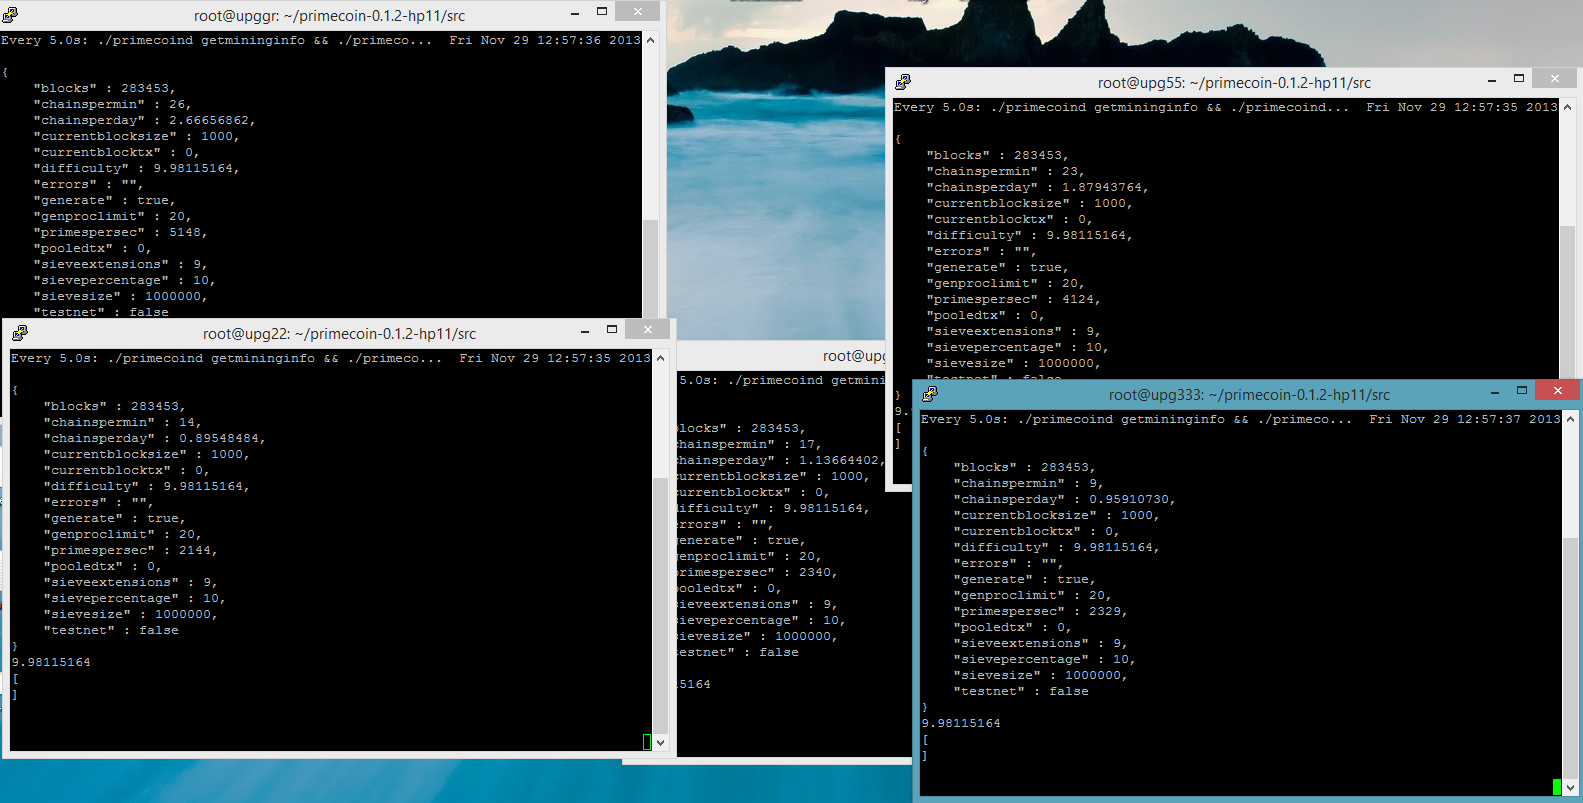 root@upggr: ~/primecoin-0.1.2-hp11/src
Every 5.0s: ./primecoind getmininginfo && ./primeco...  Fri Nov 29 12:57:36 2013
{
"blocks" : 283453,
"chainspermin" : 26,
"chainsperday" : 2.66656862,
"currentblocksize" : 1000,
"currentblocktx" : 0,
"difficulty" : 9.98115164,
"errors" : "",
"generate" : true,
"genproclimit" : 20,
"primespersec" : 5148,
"pooledtx" : 0,
"sieveextensions" : 9,
"sievepercentage" : 10,
"sievesize" : 1000000,
"testnet" : false
root@upg55: ~/primecoin-0.1.2-hp11/src
Every 5.0s: ./primecoind getmininginfo && ./primecoind...  Fri Nov 29 12:57:35 2013
{
"blocks" : 283453,
"chainspermin" : 23,
"chainsperday" : 1.87943764,
"currentblocksize" : 1000,
"currentblocktx" : 0,
"difficulty" : 9.98115164,
"errors" : "",
"generate" : true,
"genproclimit" : 20,
"primespersec" : 4124,
"pooledtx" : 0,
"sieveextensions" : 9,
"sievepercentage" : 10,
"sievesize" : 1000000,
"testnet" : false
}
9.
[
]
root@upg22: ~/primecoin-0.1.2-hp11/src
Every 5.0s: ./primecoind getmininginfo && ./primeco...  Fri Nov 29 12:57:35 2013
{
"blocks" : 283453,
"chainspermin" : 14,
"chainsperday" : 0.89548484,
"currentblocksize" : 1000,
"currentblocktx" : 0,
"difficulty" : 9.98115164,
"errors" : "",
"generate" : true,
"genproclimit" : 20,
"primespersec" : 2144,
"pooledtx" : 0,
"sieveextensions" : 9,
"sievepercentage" : 10,
"sievesize" : 1000000,
"testnet" : false
}
9.98115164
[
]
root@upg
5.0s: ./primecoind getmini
locks" : 283453,
hainspermin" : 17,
hainsperday" : 1.13664402,
urrentblocksize" : 1000,
urrentblocktx" : 0,
ifficulty" : 9.98115164,
rrors" : "",
enerate" : true,
enproclimit" : 20,
rimespersec" : 2340,
ooledtx" : 0,
ieveextensions" : 9,
ievepercentage" : 10,
ievesize" : 1000000,
estnet" : false
5164
root@upg333: ~/primecoin-0.1.2-hp11/src
Every 5.0s: ./primecoind getmininginfo && ./primeco...  Fri Nov 29 12:57:37 2013
{
"blocks" : 283453,
"chainspermin" : 9,
"chainsperday" : 0.95910730,
"currentblocksize" : 1000,
"currentblocktx" : 0,
"difficulty" : 9.98115164,
"errors" : "",
"generate" : true,
"genproclimit" : 20,
"primespersec" : 2329,
"pooledtx" : 0,
"sieveextensions" : 9,
"sievepercentage" : 10,
"sievesize" : 1000000,
"testnet" : false
}
9.98115164
[
]